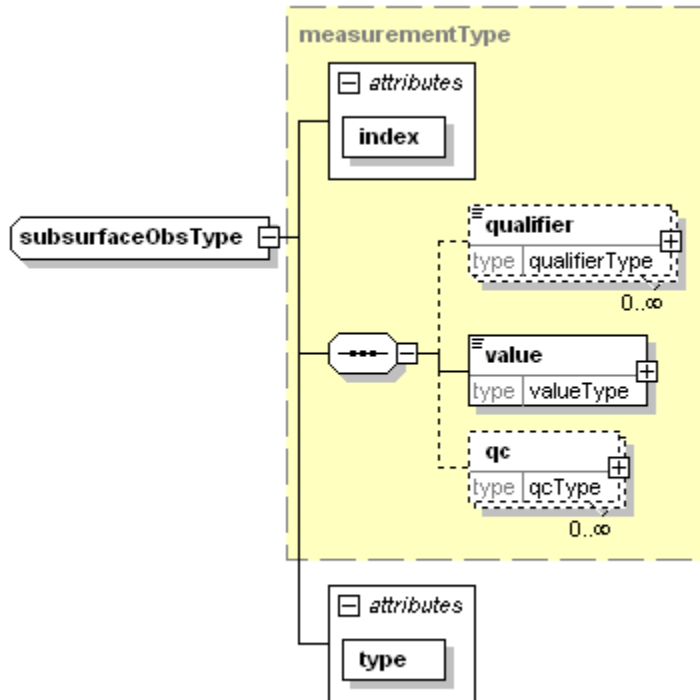 measurementType
attributes
index
subsurfaceObsType
qualifier
type qualifierType
0..∞
value
type valueType
qc
type qcType
0..∞
attributes
type